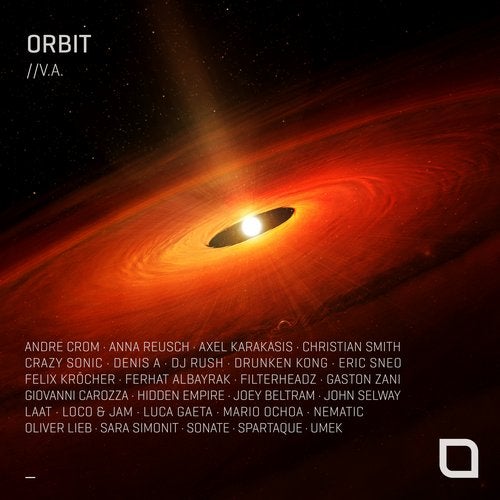 ORBIT
//V.A.
ANDRE CROM · ANNA REUSCH · AXEL KARAKASIS · CHRISTIAN SMITH
CRAZY SONIC · DENIS A · DJ RUSH · DRUNKEN KONG · ERIC SNEO
FELIX KRÖCHER · FERHAT ALBAYRAK · FILTERHEADZ · GASTON ZANI
GIOVANNI CAROZZA · HIDDEN EMPIRE · JOEY BELTRAM · JOHN SELWAY
LAAT · LOCO & JAM · LUCA GAETA · MARIO OCHOA · NEMATIC
OLIVER LIEB · SARA SIMONIT · SONATE · SPARTAQUE · UMEK